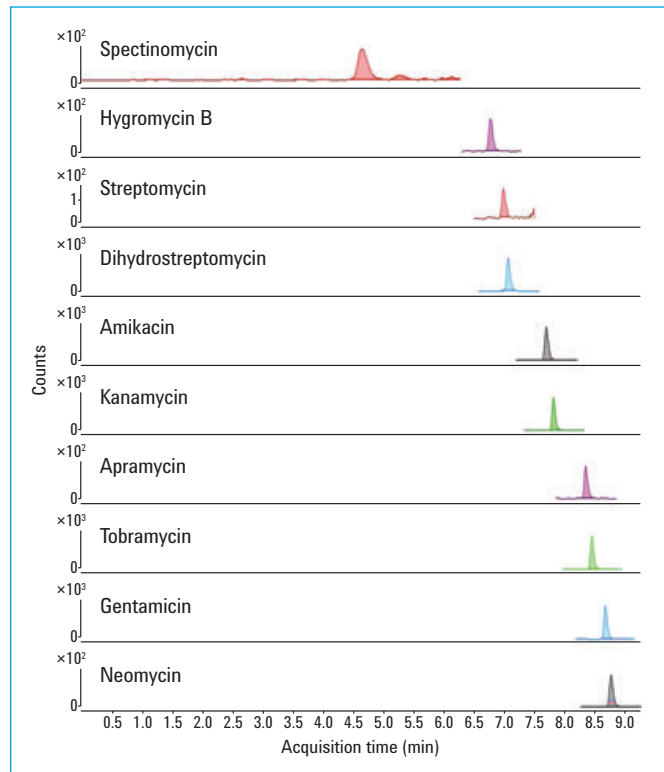 ×10²
Spectinomycin
0
×10²
Hygromycin B
0
×10²
Streptomycin
1
0
×10³
Dihydrostreptomycin
0
×10³
Amikacin
0
×10³
Kanamycin
0
×10²
Apramycin
0
×10³
Tobramycin
0
×10³
Gentamicin
0
×10²
Neomycin
0
Counts
0.5 1.0 1.5 2.0 2.5 3.0 3.5 4.0 4.5 5.0 5.5 6.0 6.5 7.0 7.5 8.0 8.5 9.0
Acquisition time (min)